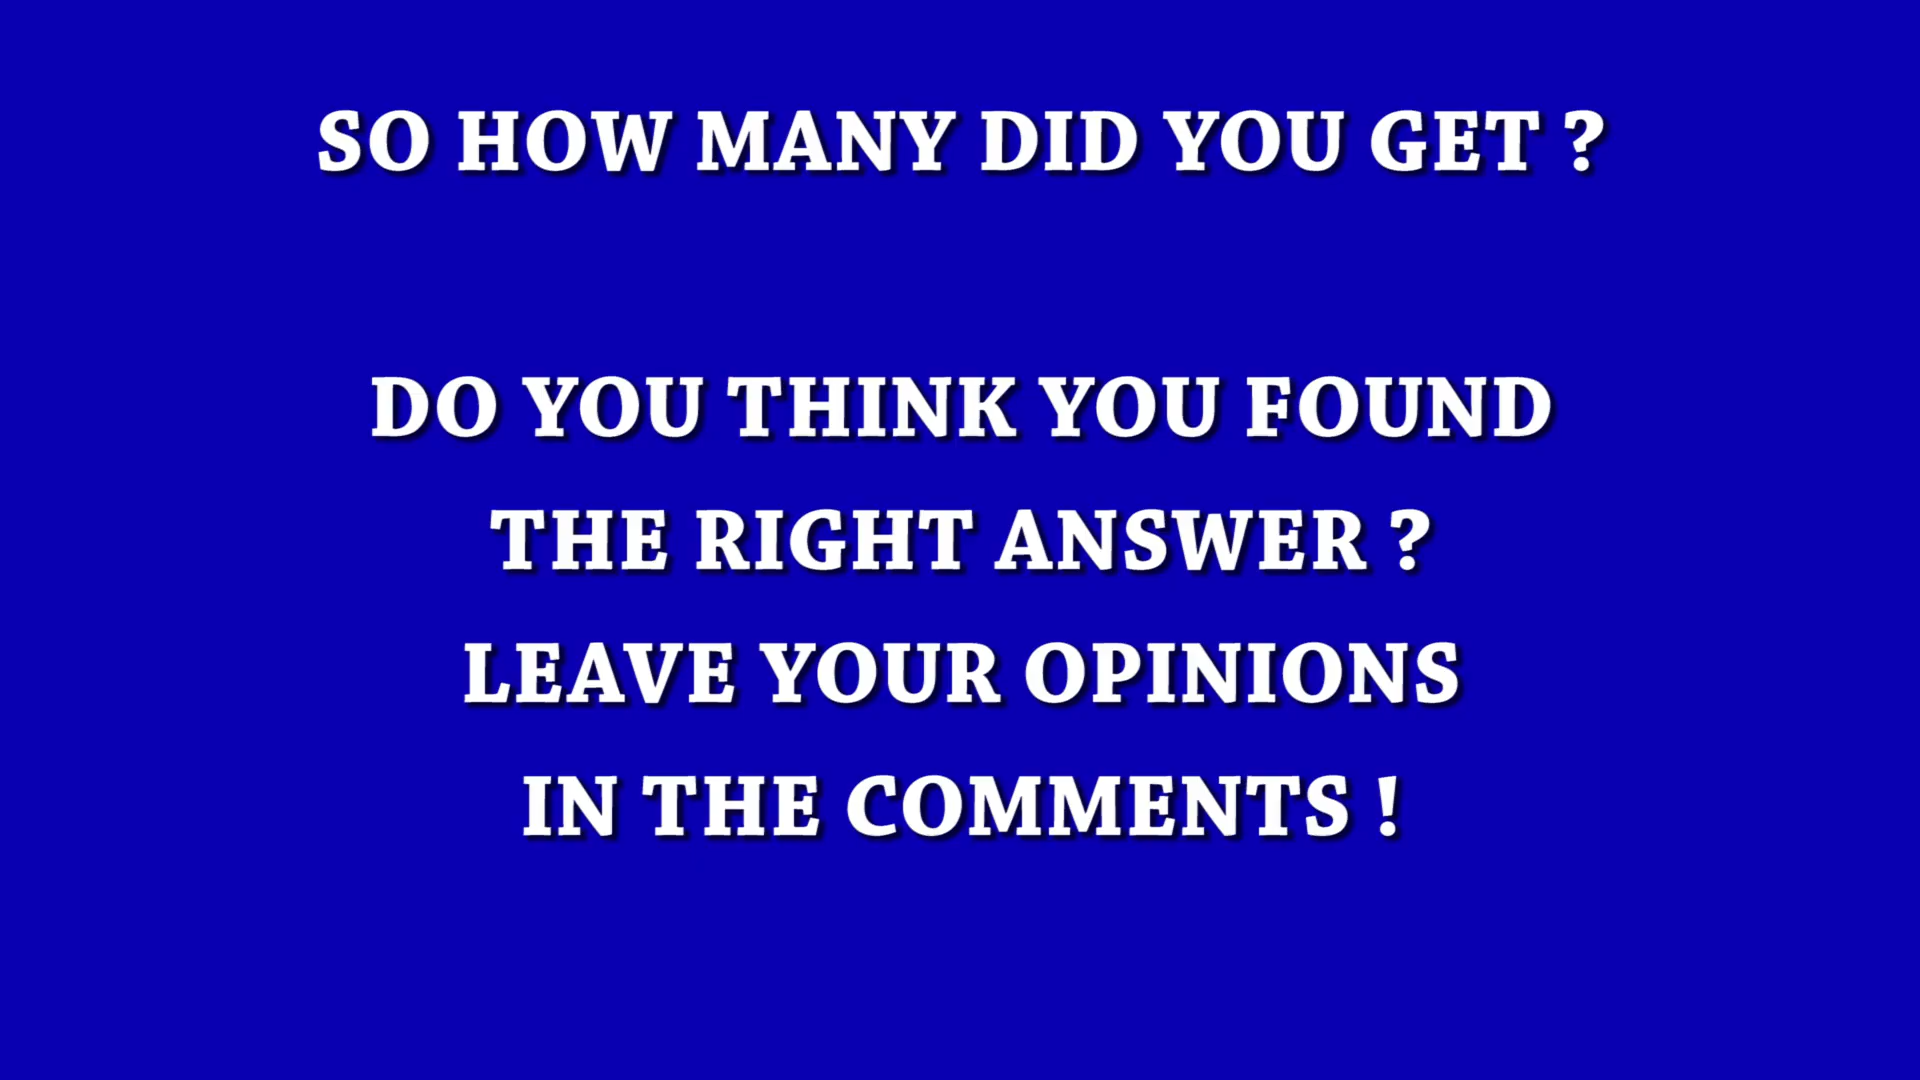 SO HOW MANY DID YOU GET ?
DO YOU THINK YOU FOUND
THE RIGHT ANSWER ?
LEAVE YOUR OPINIONS
IN THE COMMENTS !